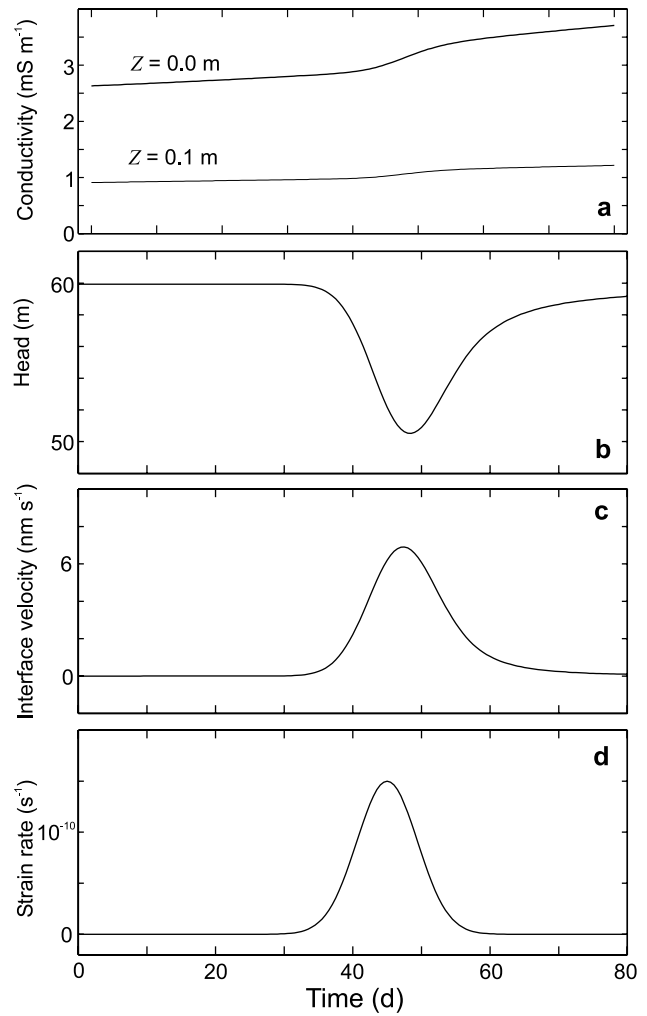 Conductivity (mS m⁻¹)
3
2
1
0
Z = 0.0 m
Z = 0.1 m
a
Head (m)
60
50
b
Interface velocity (nm s⁻¹)
6
0
c
Strain rate (s⁻¹)
10⁻¹⁰
0
d
0 20 40 60 80
Time (d)